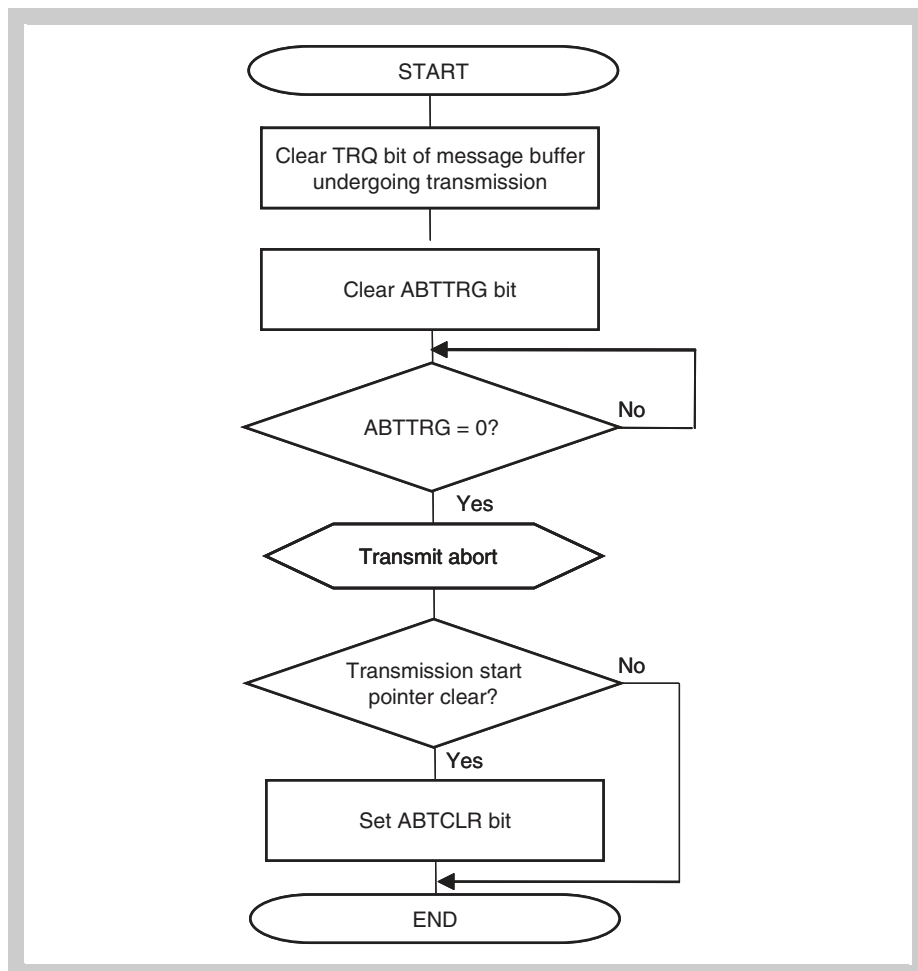 START
Clear TRQ bit of message buffer
undergoing transmission
Clear ABTTRG bit
ABTTRG = 0?
No
Yes
Transmit abort
Transmission start
pointer clear?
No
Yes
Set ABTCLR bit
END